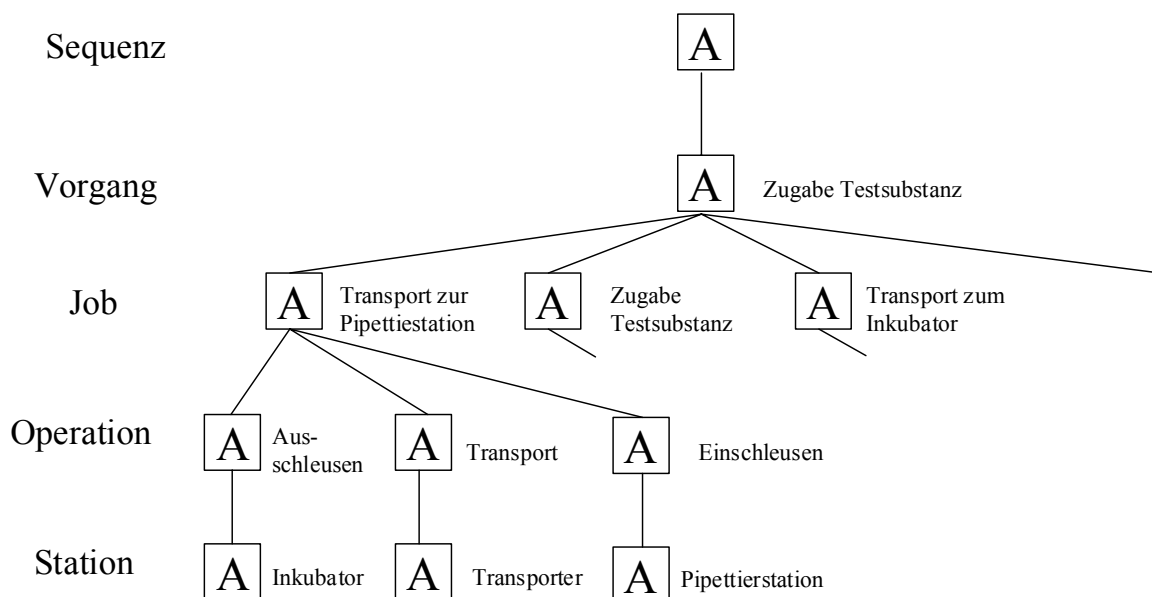 Sequenz
A
Vorgang
A
Zugabe Testsubstanz
Job
A
Transport zur
Pipettiestation
A
Zugabe
Testsubstanz
A
Transport zum
Inkubator
Operation
A
Aus-
schleusen
A
Transport
A
Einschleusen
Station
A
Inkubator
A
Transporter
A
Pipettierstation